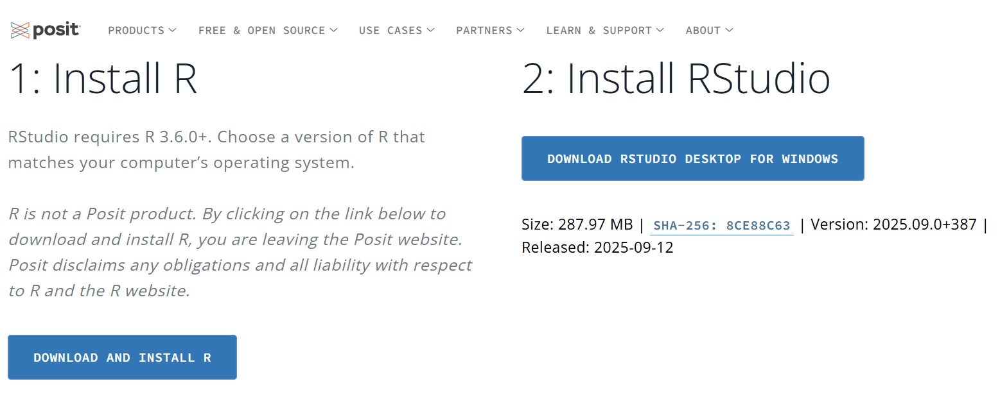 posit
PRODUCTS
FREE & OPEN SOURCE
USE CASES
PARTNERS
LEARN & SUPPORT
ABOUT
1: Install R
RStudio requires R 3.6.0+. Choose a version of R that
matches your computer’s operating system.
R is not a Posit product. By clicking on the link below to
download and install R, you are leaving the Posit website.
Posit disclaims any obligations and all liability with respect
to R and the R website.
DOWNLOAD AND INSTALL R
2: Install RStudio
DOWNLOAD RSTUDIO DESKTOP FOR WINDOWS
Size: 287.97 MB | SHA-256: 8CE88C63 | Version: 2025.09.0+387 |
Released: 2025-09-12